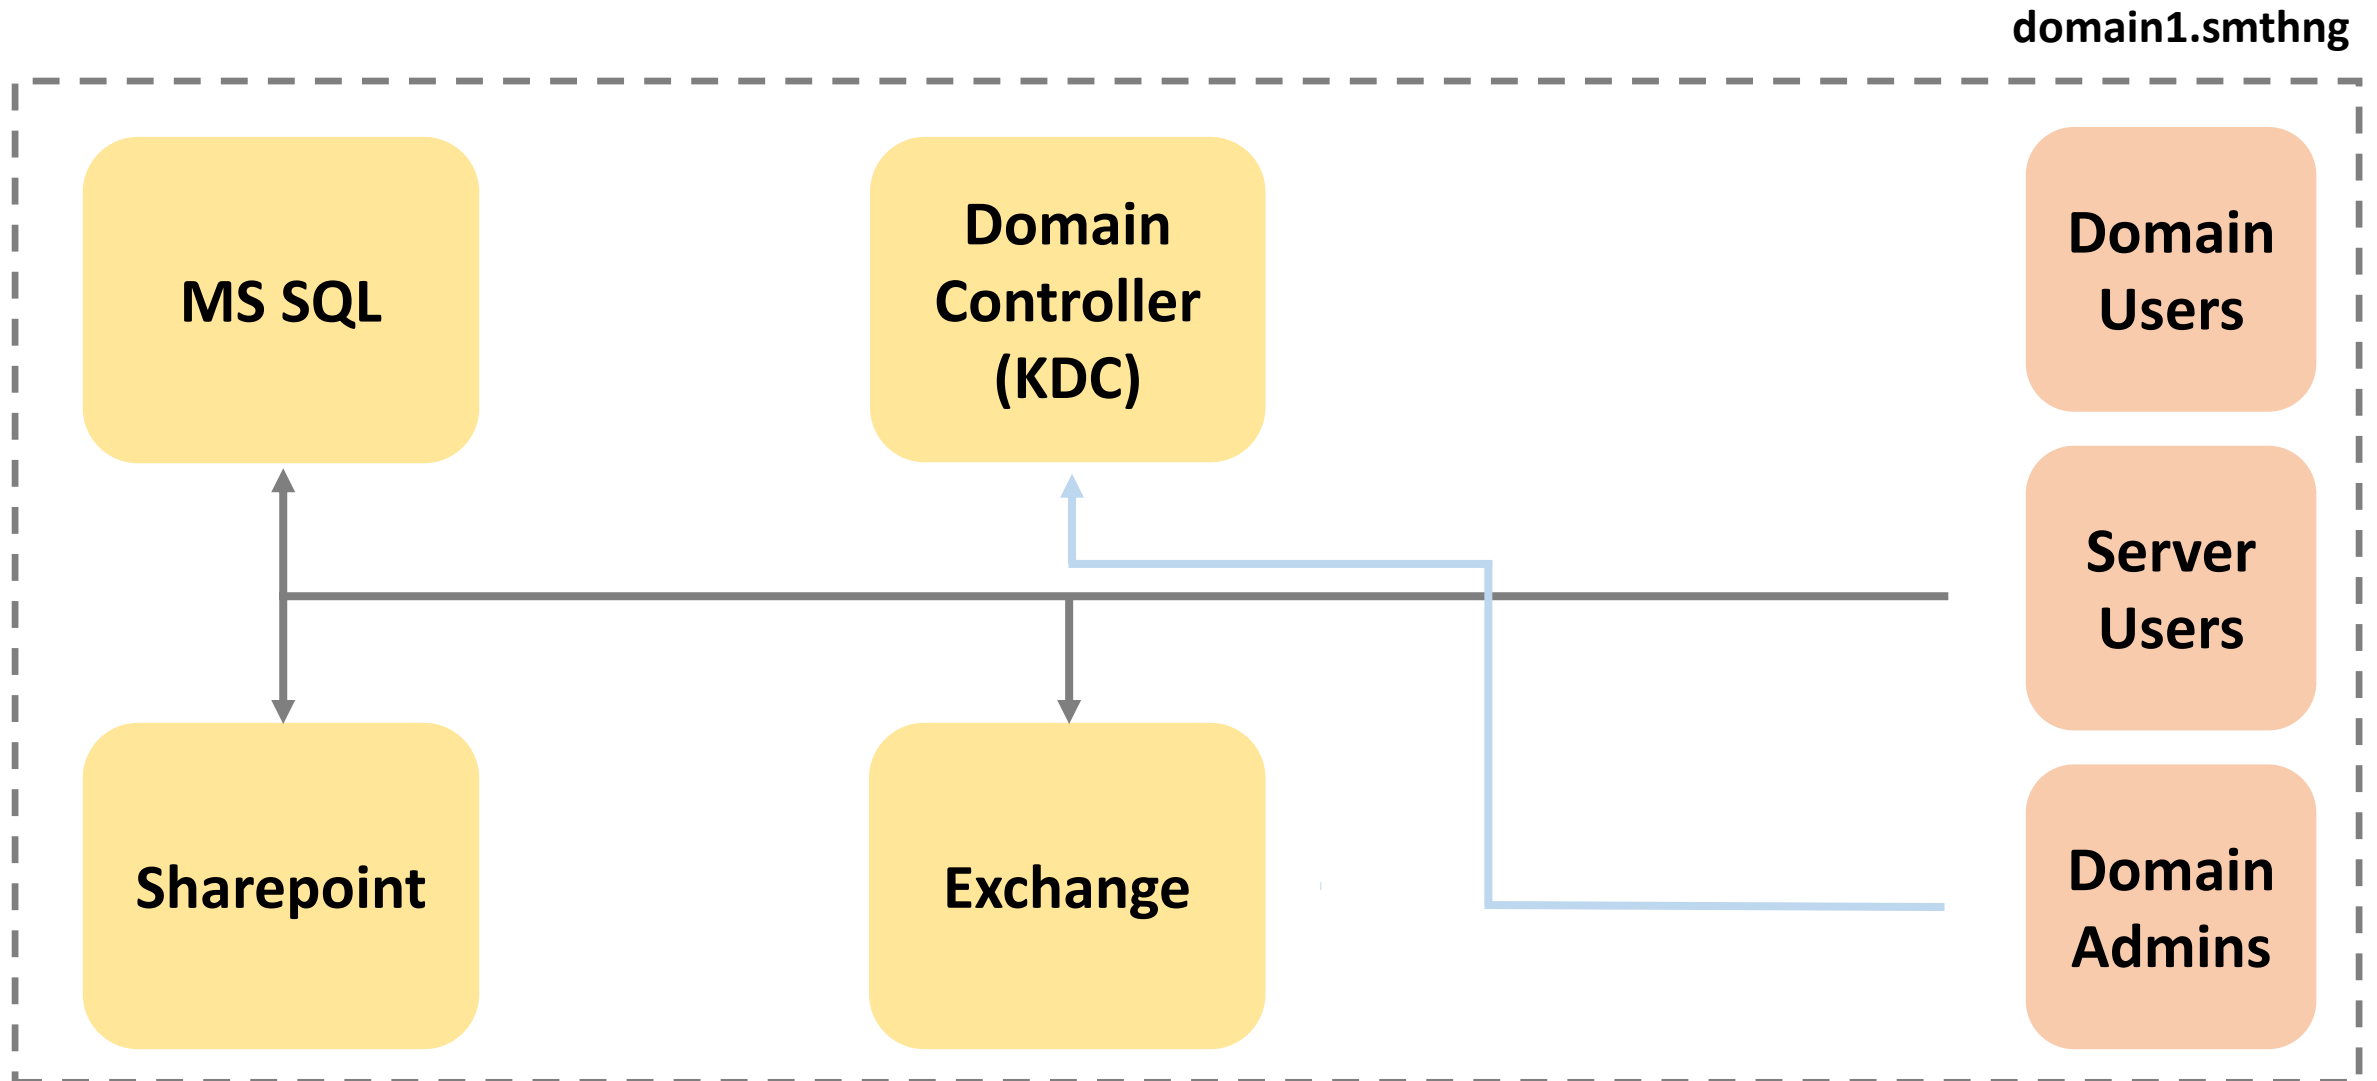 domain1.smthng
MS SQL
Domain
Controller
(KDC)
Domain
Users
Server
Users
Sharepoint
Exchange
Domain
Admins